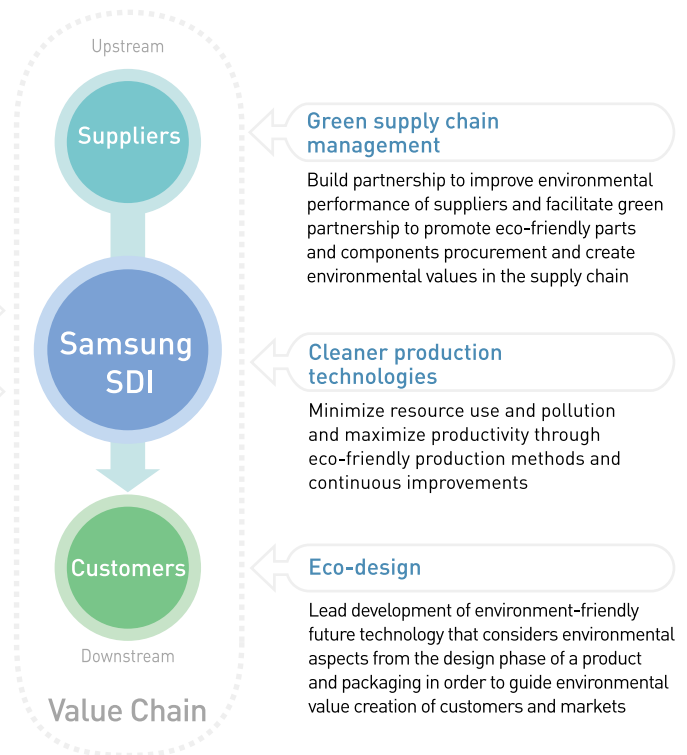 Upstream
Suppliers
Green supply chain
management
Build partnership to improve environmental
performance of suppliers and facilitate green
partnership to promote eco-friendly parts
and components procurement and create
environmental values in the supply chain
Samsung
SDI
Cleaner production
technologies
Minimize resource use and pollution
and maximize productivity through
eco-friendly production methods and
continuous improvements
Customers
Eco-design
Lead development of environment-friendly
future technology that considers environmental
aspects from the design phase of a product
and packaging in order to guide environmental
value creation of customers and markets
Downstream
Value Chain